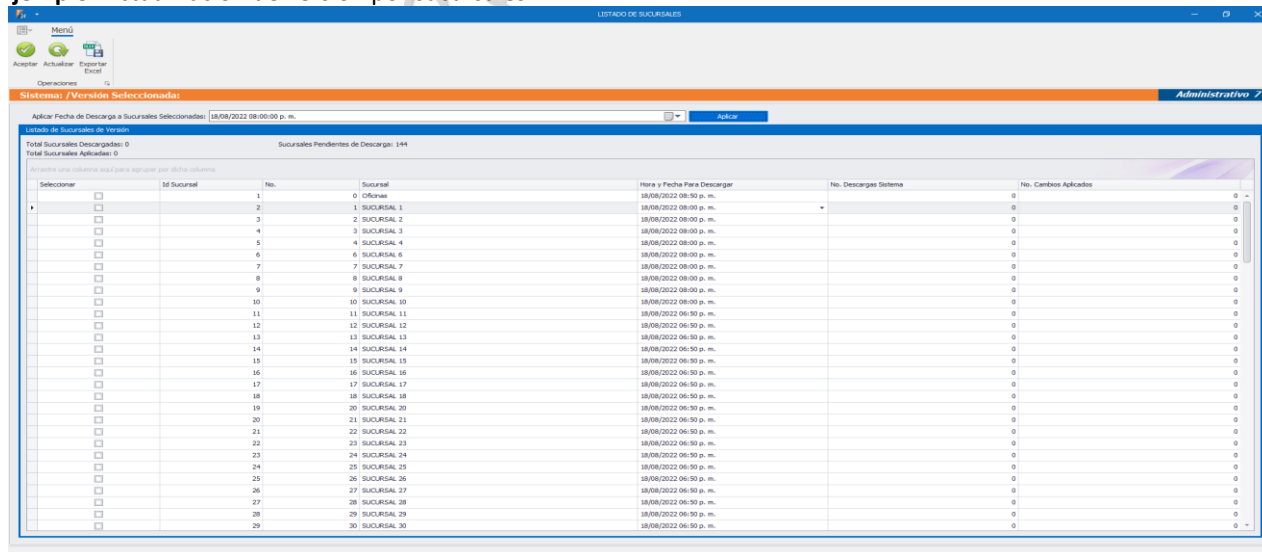 LISTADO DE SUCURSALES
Menú
Aceptar Actualizar Exportar Excel
Operaciones
Sistema: /Versión Seleccionada: Administrativo 7
Aplicar Fecha de Descarga a Sucursales Seleccionadas: 18/08/2022 08:00:00 p. m. Aplicar
Listado de Sucursales de Versión
Total Sucursales Descargadas: 0 Sucursales Pendientes de Descarga: 144
Total Sucursales Aplicadas: 0
Arrastre una columna aquí para agrupar por dicha columna
Seleccionar Id Sucursal No. Sucursal Hora y Fecha Para Descargar No. Descargas Sistema No. Cambios Aplicados
1 0 Oficinas 18/08/2022 08:50 p. m. 0 0
2 1 SUCURSAL 1 18/08/2022 08:00 p. m. 0 0
3 2 SUCURSAL 2 18/08/2022 08:00 p. m. 0 0
4 3 SUCURSAL 3 18/08/2022 08:00 p. m. 0 0
5 4 SUCURSAL 4 18/08/2022 08:00 p. m. 0 0
6 6 SUCURSAL 6 18/08/2022 08:00 p. m. 0 0
7 7 SUCURSAL 7 18/08/2022 08:00 p. m. 0 0
8 8 SUCURSAL 8 18/08/2022 08:00 p. m. 0 0
9 9 SUCURSAL 9 18/08/2022 08:00 p. m. 0 0
10 10 SUCURSAL 10 18/08/2022 08:00 p. m. 0 0
11 11 SUCURSAL 11 18/08/2022 06:50 p. m. 0 0
12 12 SUCURSAL 12 18/08/2022 06:50 p. m. 0 0
13 13 SUCURSAL 13 18/08/2022 06:50 p. m. 0 0
14 14 SUCURSAL 14 18/08/2022 06:50 p. m. 0 0
15 15 SUCURSAL 15 18/08/2022 06:50 p. m. 0 0
16 16 SUCURSAL 16 18/08/2022 06:50 p. m. 0 0
17 17 SUCURSAL 17 18/08/2022 06:50 p. m. 0 0
18 18 SUCURSAL 18 18/08/2022 06:50 p. m. 0 0
19 20 SUCURSAL 20 18/08/2022 06:50 p. m. 0 0
20 21 SUCURSAL 21 18/08/2022 06:50 p. m. 0 0
21 22 SUCURSAL 22 18/08/2022 06:50 p. m. 0 0
22 23 SUCURSAL 23 18/08/2022 06:50 p. m. 0 0
23 24 SUCURSAL 24 18/08/2022 06:50 p. m. 0 0
24 25 SUCURSAL 25 18/08/2022 06:50 p. m. 0 0
25 26 SUCURSAL 26 18/08/2022 06:50 p. m. 0 0
26 27 SUCURSAL 27 18/08/2022 06:50 p. m. 0 0
27 28 SUCURSAL 28 18/08/2022 06:50 p. m. 0 0
28 29 SUCURSAL 29 18/08/2022 06:50 p. m. 0 0
29 30 SUCURSAL 30 18/08/2022 06:50 p. m. 0 0